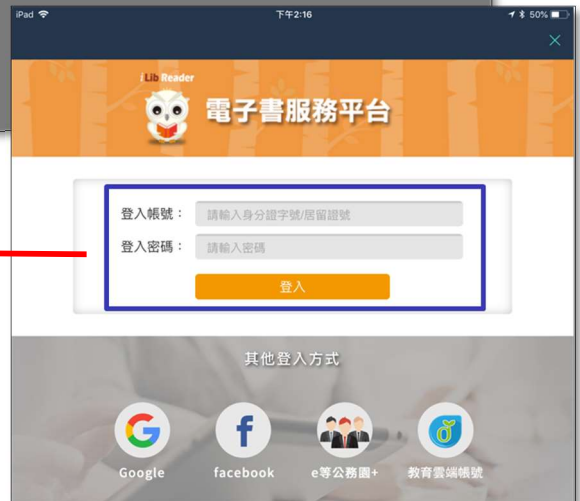 iPad 下午2:16 50%
iLib Reader
電子書服務平台
登入帳號： 請輸入身分證字號/居留證號
登入密碼： 請輸入密碼
登入
其他登入方式
Google facebook e等公務園+ 教育雲端帳號